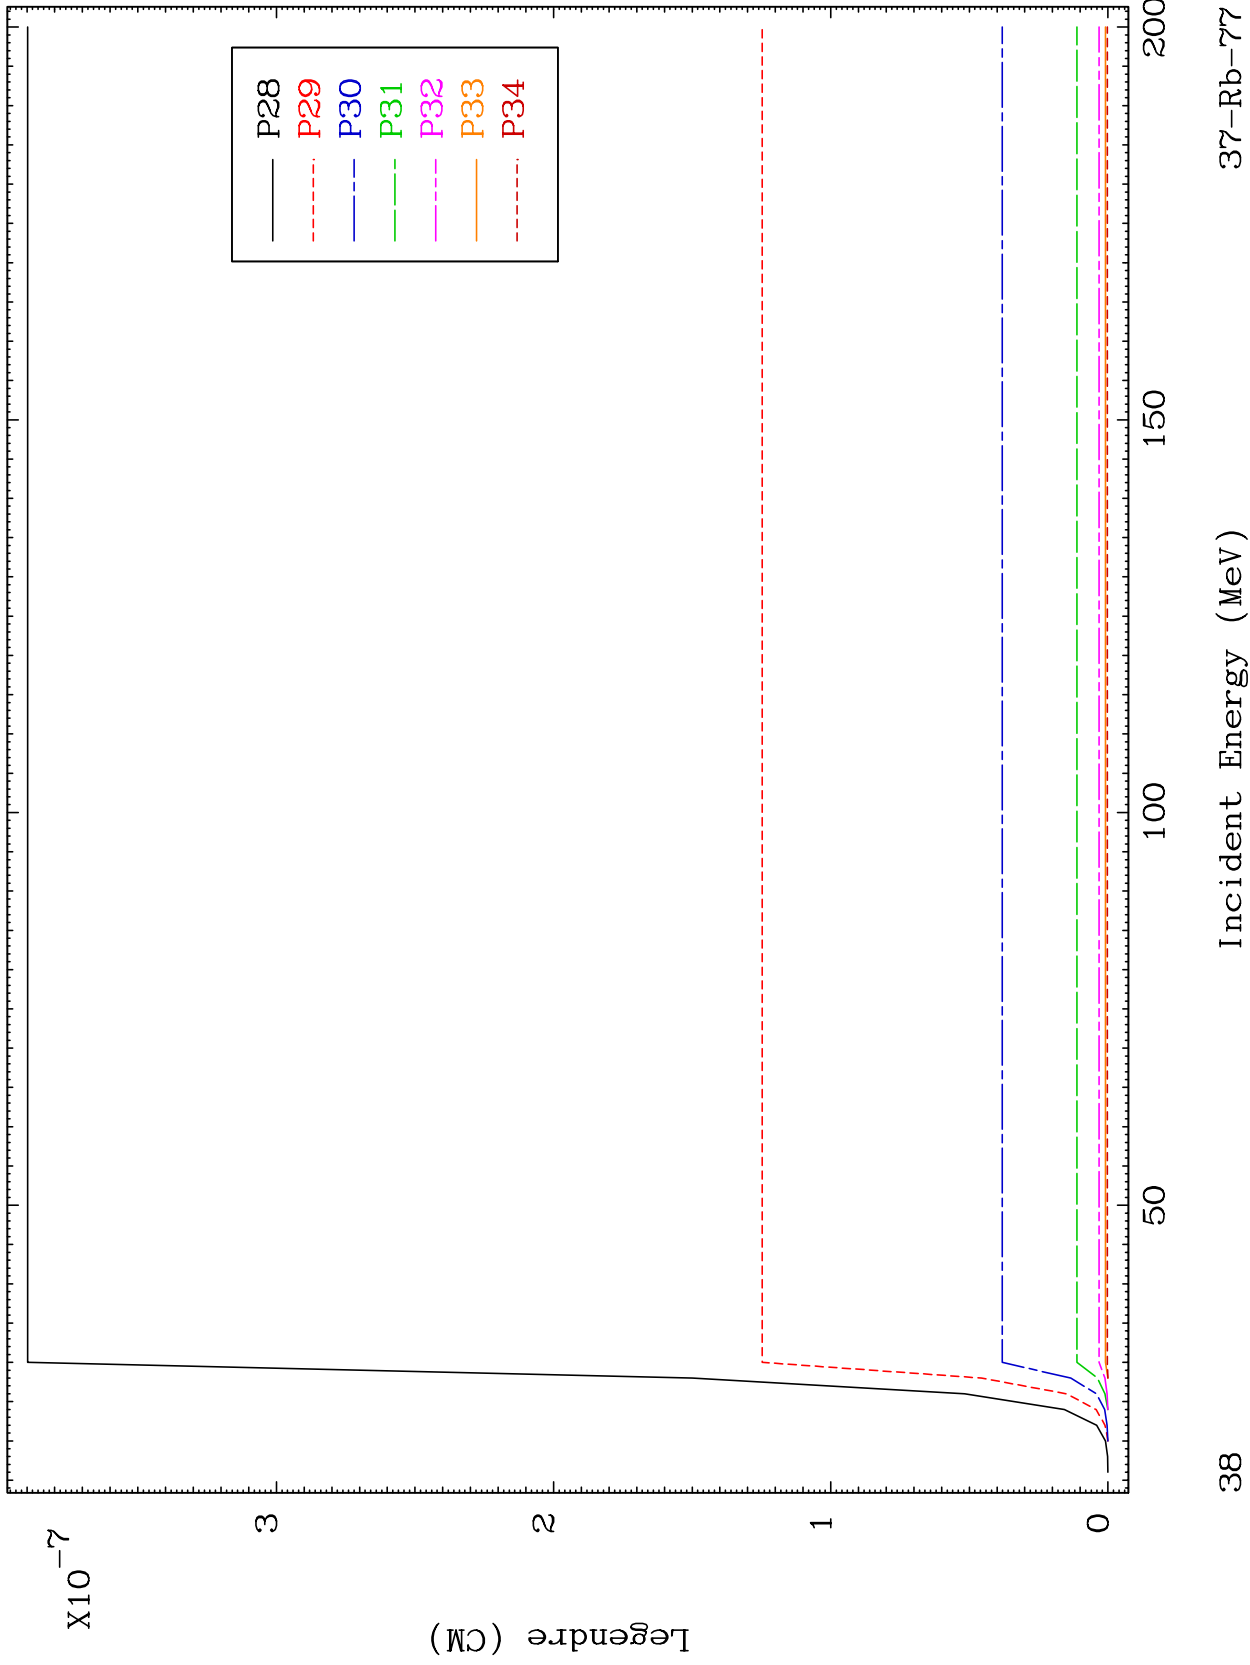 X10-7
3
2
1
0
Legendre (CM)
P28
P29
P30
P31
P32
P33
P34
50
100
150
200
Incident Energy (MeV)
38
37-Rb-77